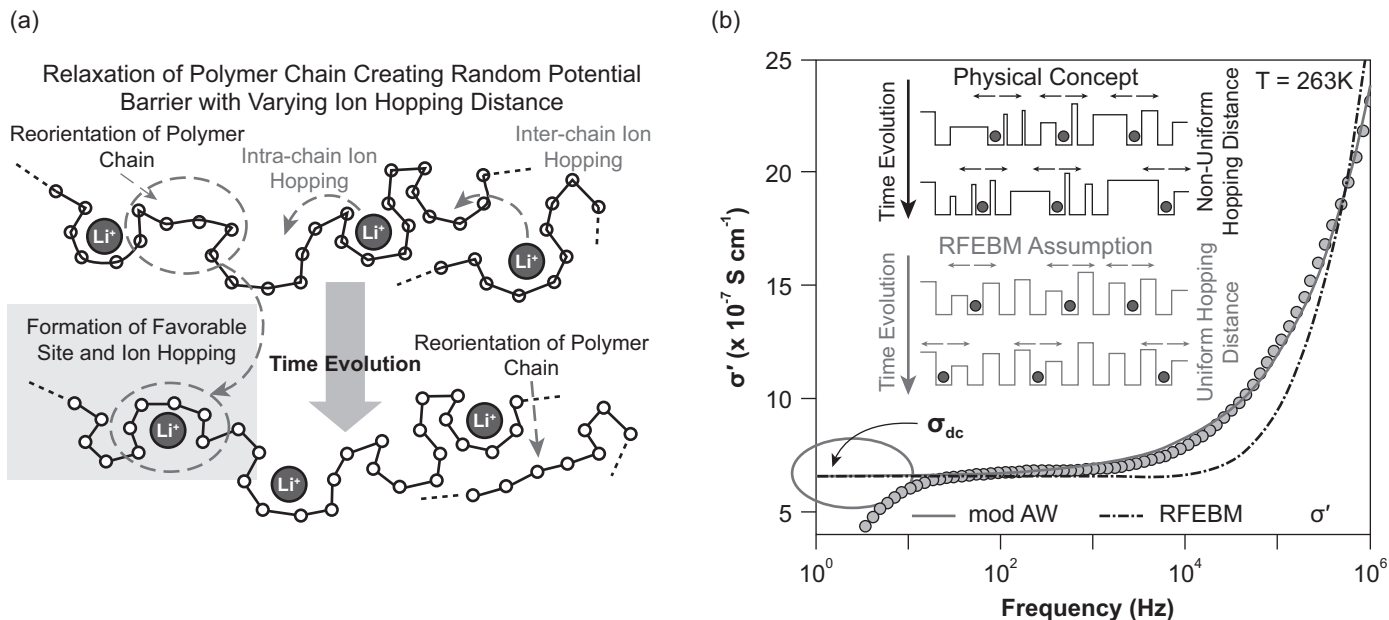 (a)
Relaxation of Polymer Chain Creating Random Potential
Barrier with Varying Ion Hopping Distance
Reorientation of Polymer
Chain
Intra-chain Ion
Hopping
Inter-chain Ion
Hopping
Li+
Li+
Li+
Formation of Favorable
Site and Ion Hopping
Time Evolution
Reorientation of Polymer
Chain
Li+
Li+
Li+
(b)
σ′ (x 10-7 S cm-1)
25
20
15
10
5
Physical Concept
T = 263K
Time Evolution
Non-Uniform
Hopping Distance
RFEBM Assumption
Time Evolution
Uniform Hopping
Distance
σdc
mod AW
RFEBM
σ′
100
102
104
106
Frequency (Hz)